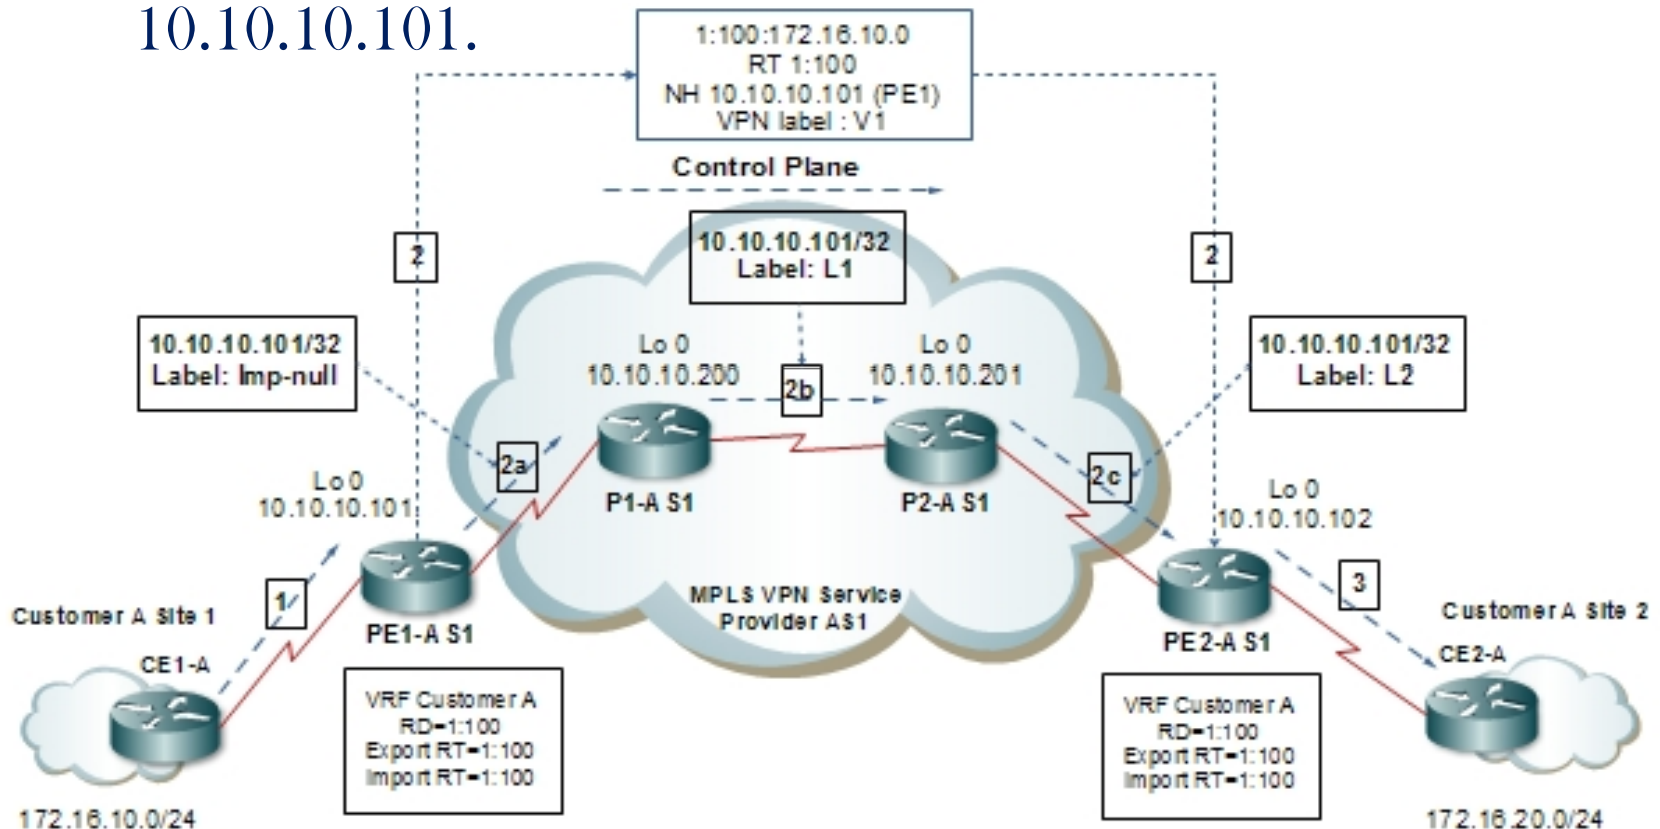 10.10.10.101.
1:100:172.16.10.0
RT 1:100
NH 10.10.10.101 (PE1)
VPN label : V1
Control Plane
2
10.10.10.101/32
Label: L1
2
10.10.10.101/32
Label: Imp-null
Lo 0
10.10.10.200
2b
Lo 0
10.10.10.201
10.10.10.101/32
Label: L2
2a
P1-A S1
P2-A S1
2c
Lo 0
10.10.10.101
Lo 0
10.10.10.102
1
PE1-A S1
MPLS VPN Service
Provider AS1
PE2-A S1
3
Customer A Site 1
CE1-A
Customer A Site 2
CE2-A
VRF Customer A
RD=1:100
Export RT=1:100
Import RT=1:100
VRF Customer A
RD=1:100
Export RT=1:100
Import RT=1:100
172.16.10.0/24
172.16.20.0/24